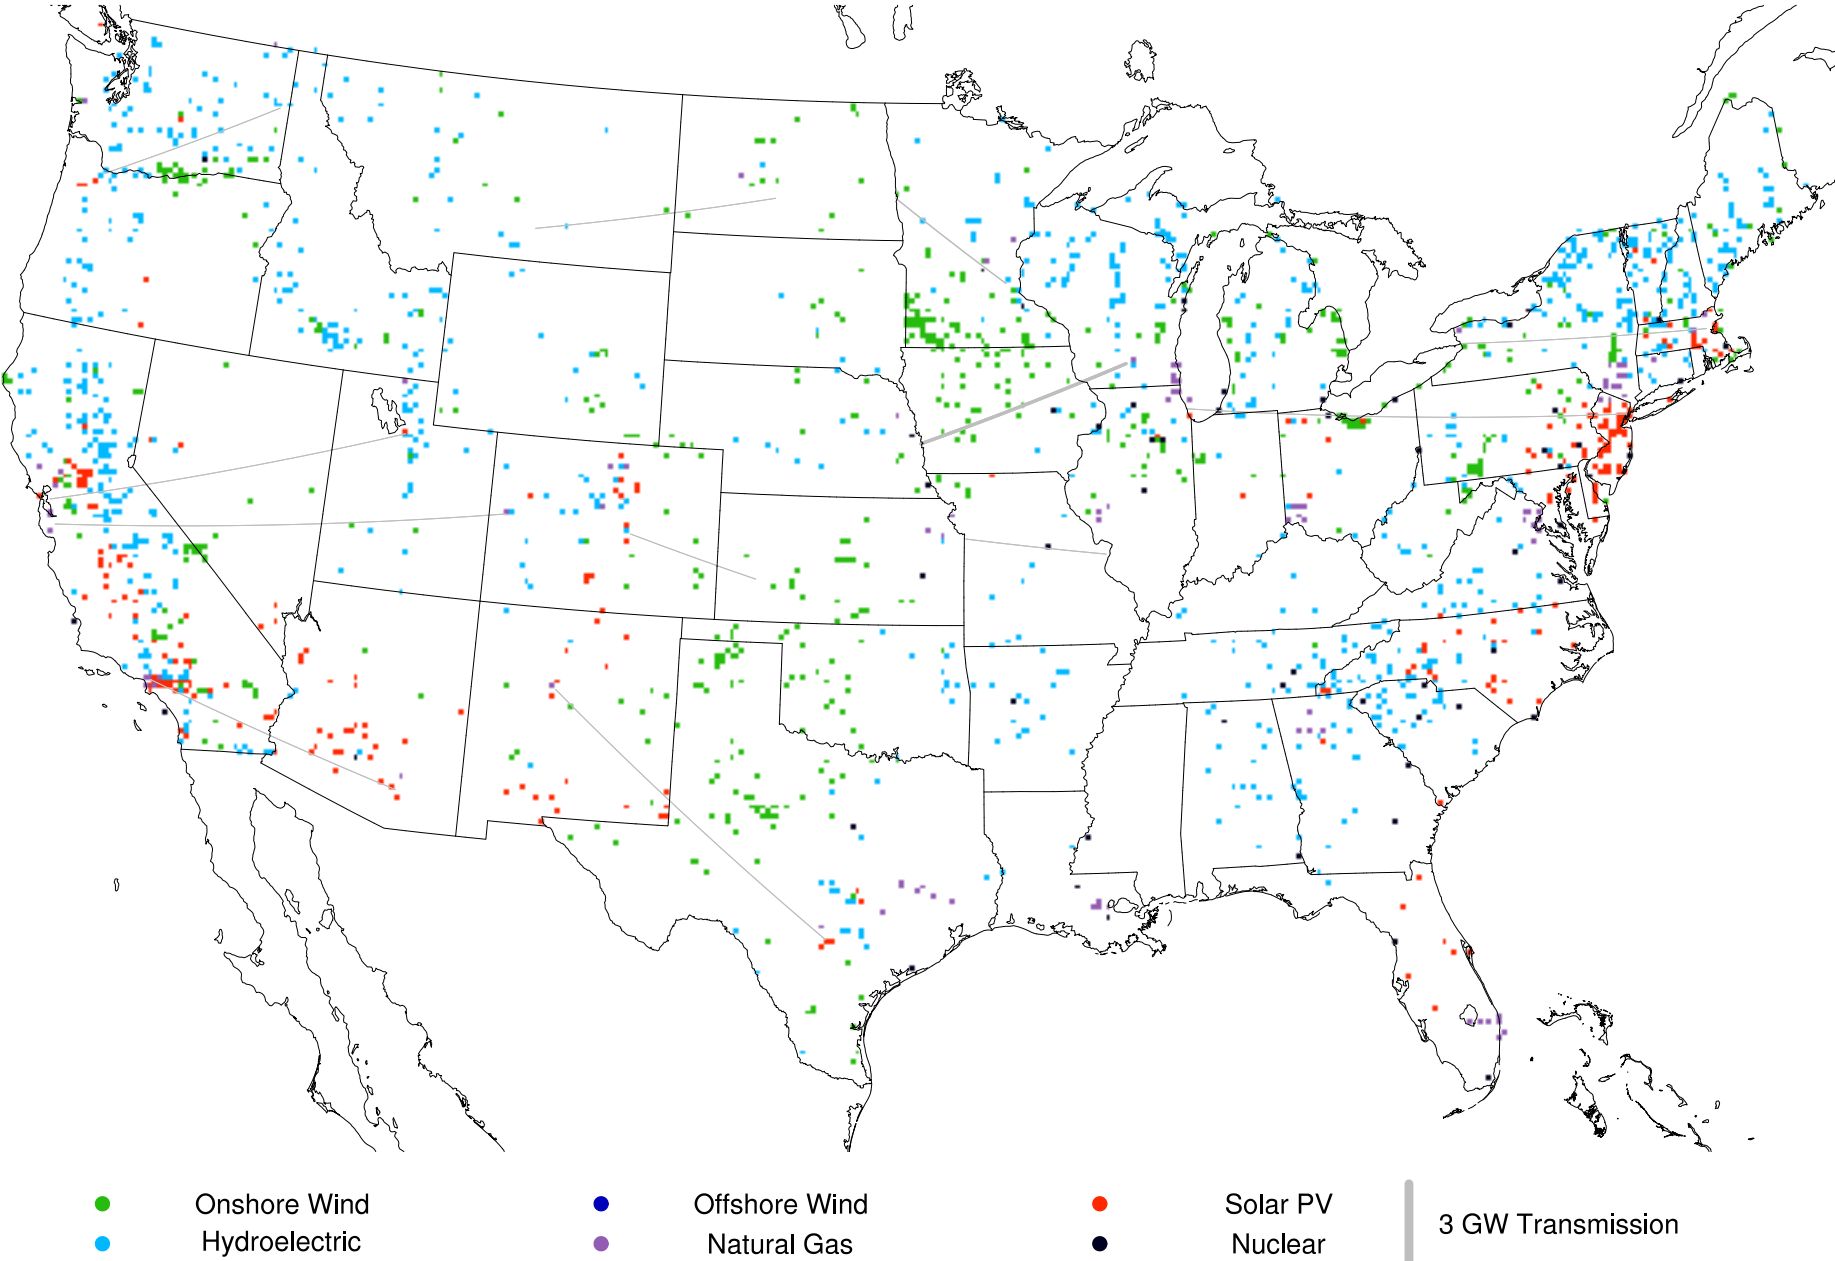 Onshore Wind
Offshore Wind
Solar PV
Hydroelectric
Natural Gas
Nuclear
3 GW Transmission